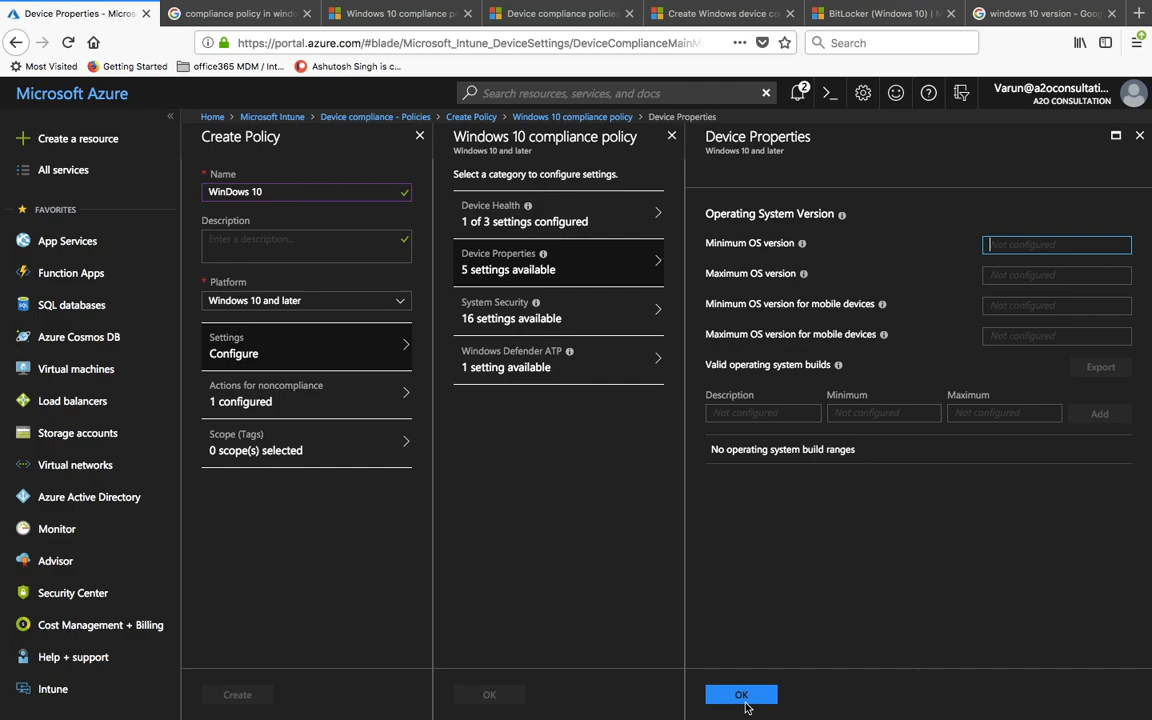 Device Properties - Micros
compliance policy in windo
Windows 10 compliance po
Device compliance policies
Create Windows device co
BitLocker (Windows 10) | M
windows 10 version - Goog
https://portal.azure.com/#blade/Microsoft_Intune_DeviceSettings/DeviceComplianceMainM
Search
Most Visited
Getting Started
office365 MDM / Int...
Ashutosh Singh is c...
Microsoft Azure
Search resources, services, and docs
2
Varun@a2oconsultati...
A2O CONSULTATION
Home > Microsoft Intune > Device compliance - Policies > Create Policy > Windows 10 compliance policy > Device Properties
Create a resource
All services
FAVORITES
App Services
Function Apps
SQL databases
Azure Cosmos DB
Virtual machines
Load balancers
Storage accounts
Virtual networks
Azure Active Directory
Monitor
Advisor
Security Center
Cost Management + Billing
Help + support
Intune
Create Policy
* Name
WinDows 10
Description
Enter a description...
* Platform
Windows 10 and later
Settings
Configure
Actions for noncompliance
1 configured
Scope (Tags)
0 scope(s) selected
Create
Windows 10 compliance policy
Windows 10 and later
Select a category to configure settings.
Device Health
1 of 3 settings configured
Device Properties
5 settings available
System Security
16 settings available
Windows Defender ATP
1 setting available
OK
Device Properties
Windows 10 and later
Operating System Version
Minimum OS version
Not configured
Maximum OS version
Not configured
Minimum OS version for mobile devices
Not configured
Maximum OS version for mobile devices
Not configured
Valid operating system builds
Export
Description Minimum Maximum
Not configured Not configured Not configured Add
No operating system build ranges
OK